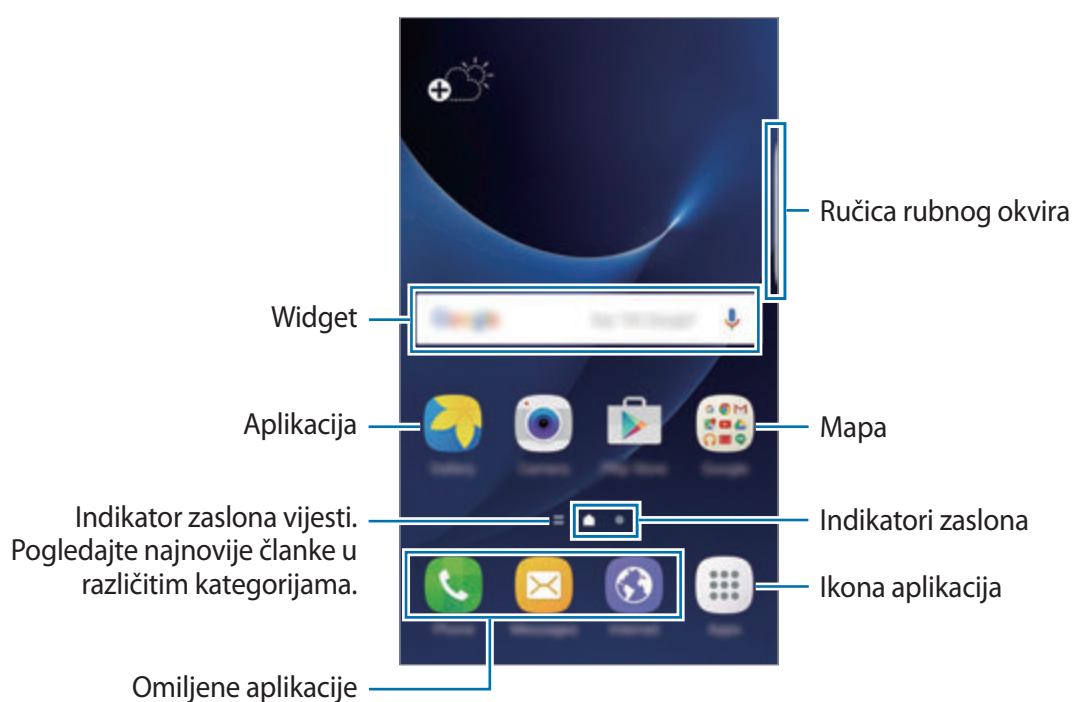 Ručica rubnog okvira
Widget
Aplikacija
Mapa
Indikator zaslona vijesti.
Pogledajte najnovije članke u
različitim kategorijama.
Indikatori zaslona
Ikona aplikacija
Omiljene aplikacije